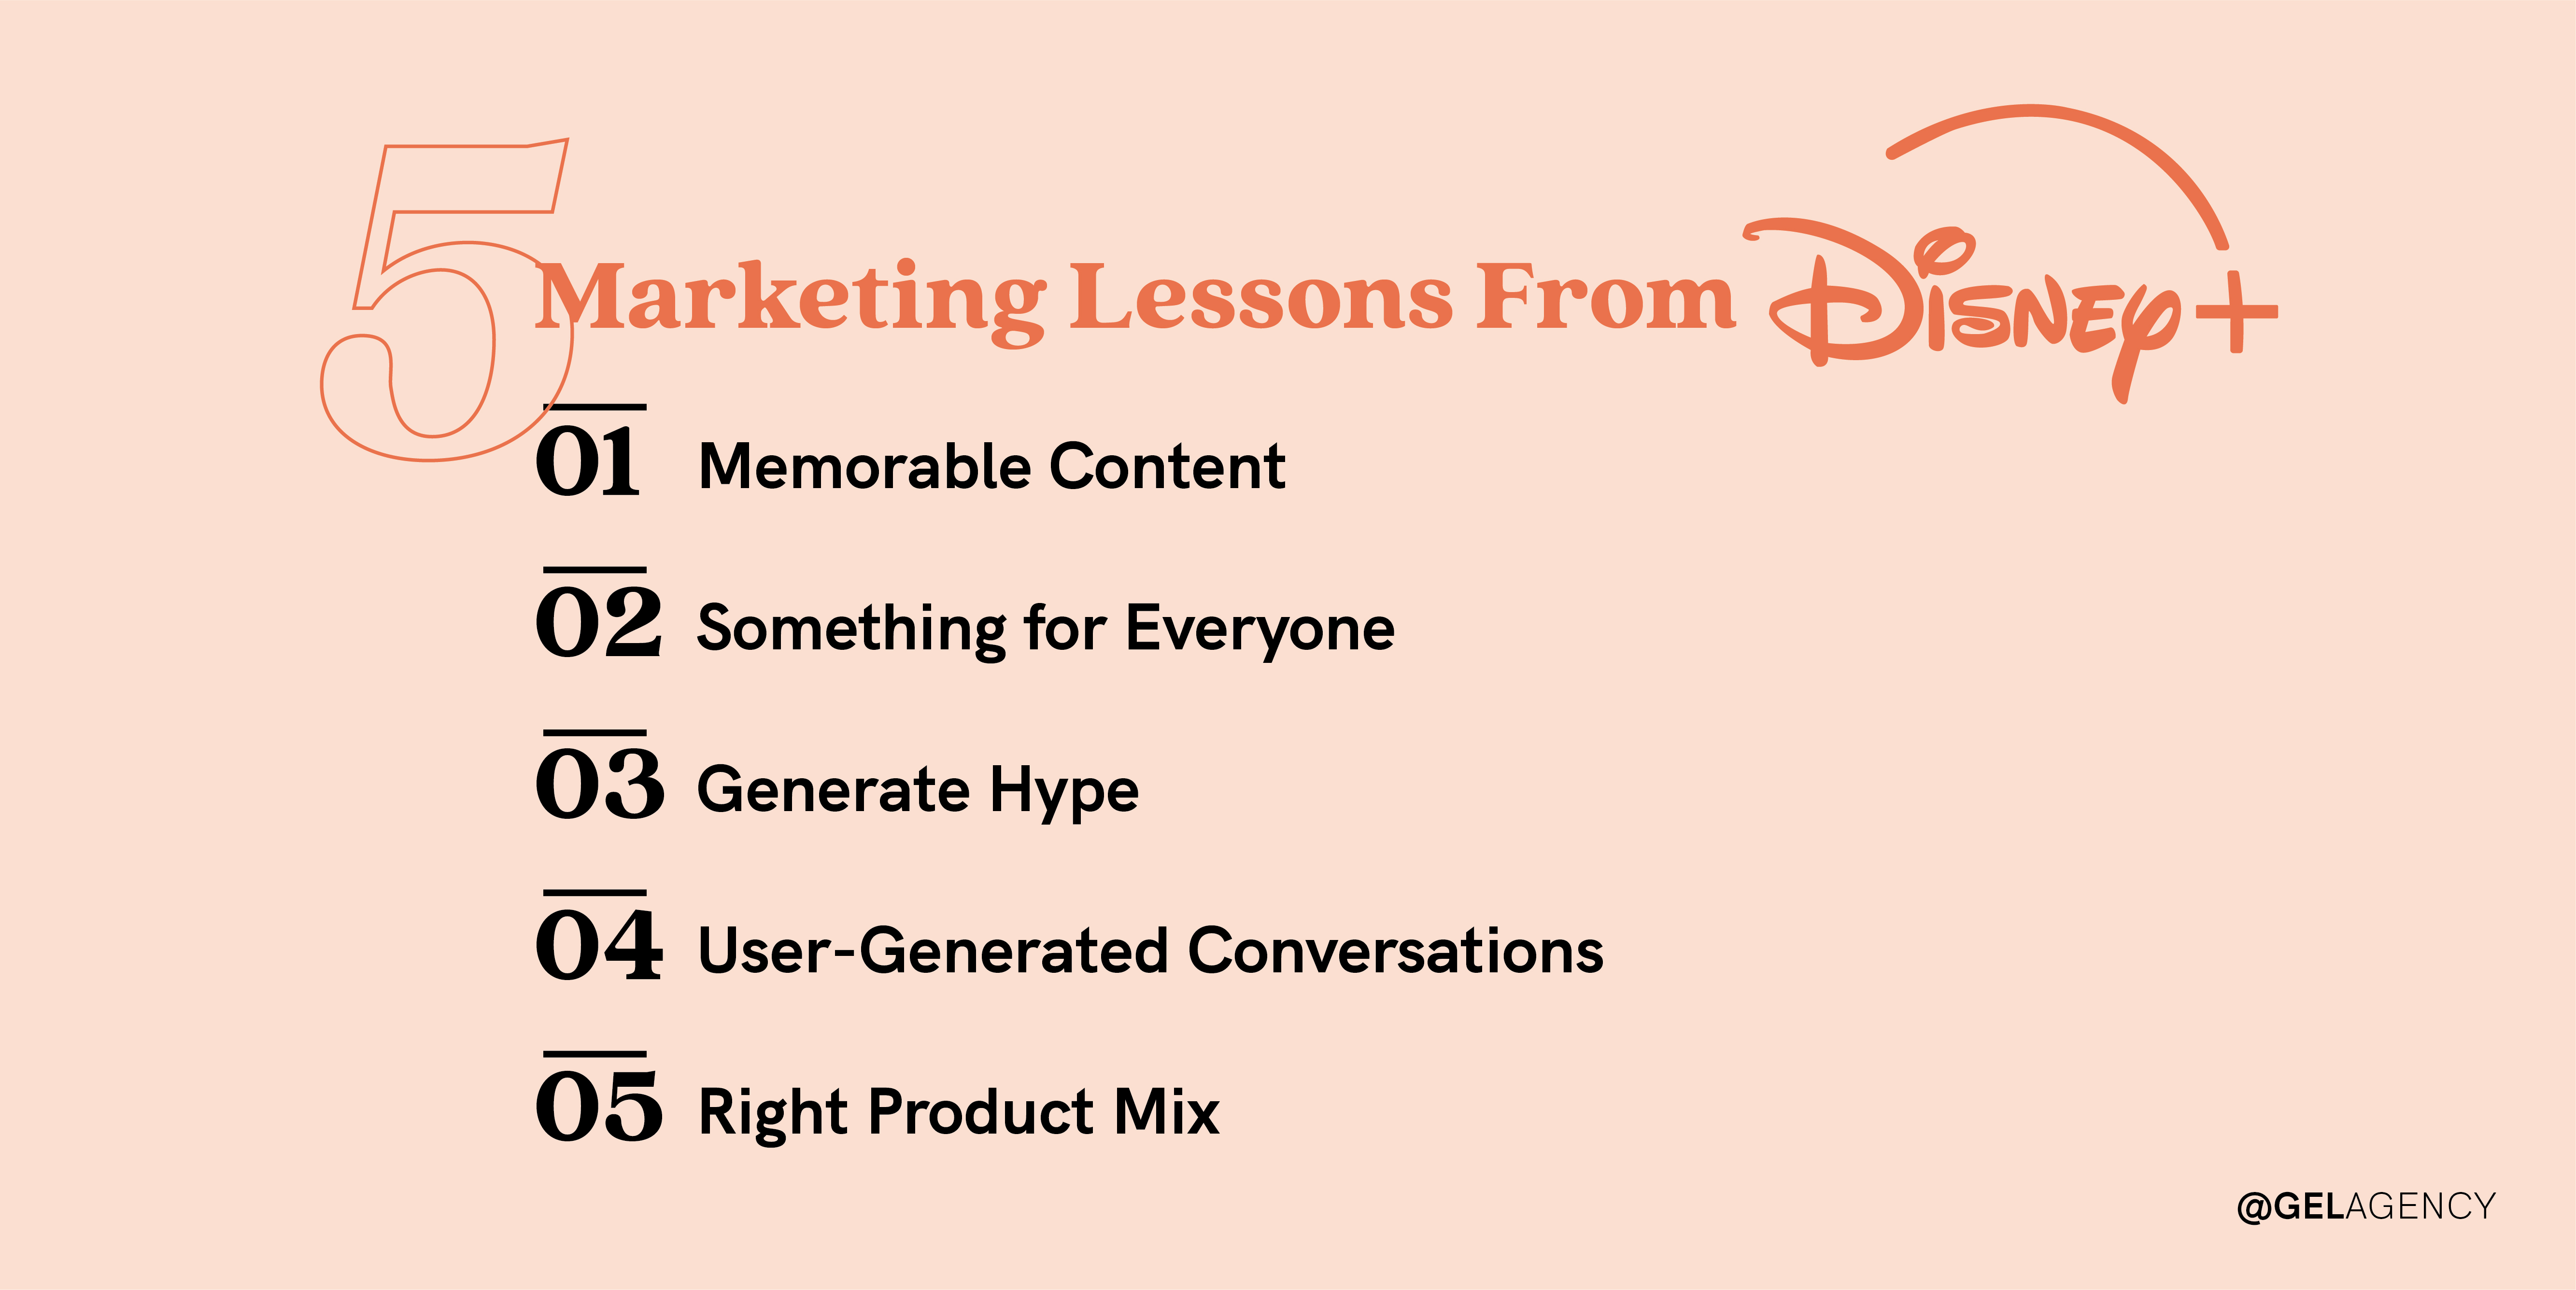 5 Marketing Lessons From Disney+
01 Memorable Content
02 Something for Everyone
03 Generate Hype
04 User-Generated Conversations
05 Right Product Mix
@GELAGENCY